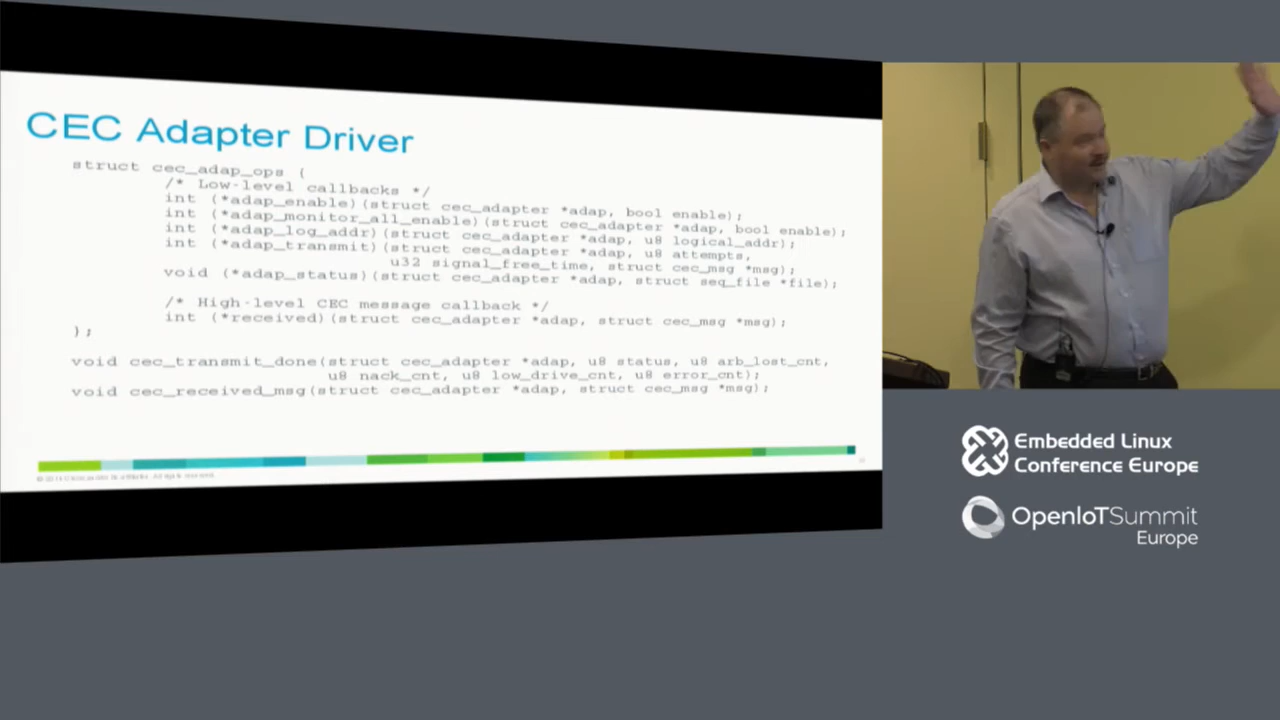 CEC Adapter Driver
struct cec_adap_ops {
/* Low-level callbacks */
int (*adap_enable)(struct cec_adapter *adap, bool enable);
int (*adap_monitor_all_enable)(struct cec_adapter *adap, bool enable);
int (*adap_log_addr)(struct cec_adapter *adap, u8 logical_addr);
int (*adap_transmit)(struct cec_adapter *adap, u8 attempts,
u32 signal_free_time, struct cec_msg *msg);
void (*adap_status)(struct cec_adapter *adap, struct seq_file *file);
/* High-level CEC message callback */
int (*received)(struct cec_adapter *adap, struct cec_msg *msg);
};
void cec_transmit_done(struct cec_adapter *adap, u8 status, u8 arb_lost_cnt,
u8 nack_cnt, u8 low_drive_cnt, u8 error_cnt);
void cec_received_msg(struct cec_adapter *adap, struct cec_msg *msg);
Embedded Linux
Conference Europe
OpenIoTSummit
Europe